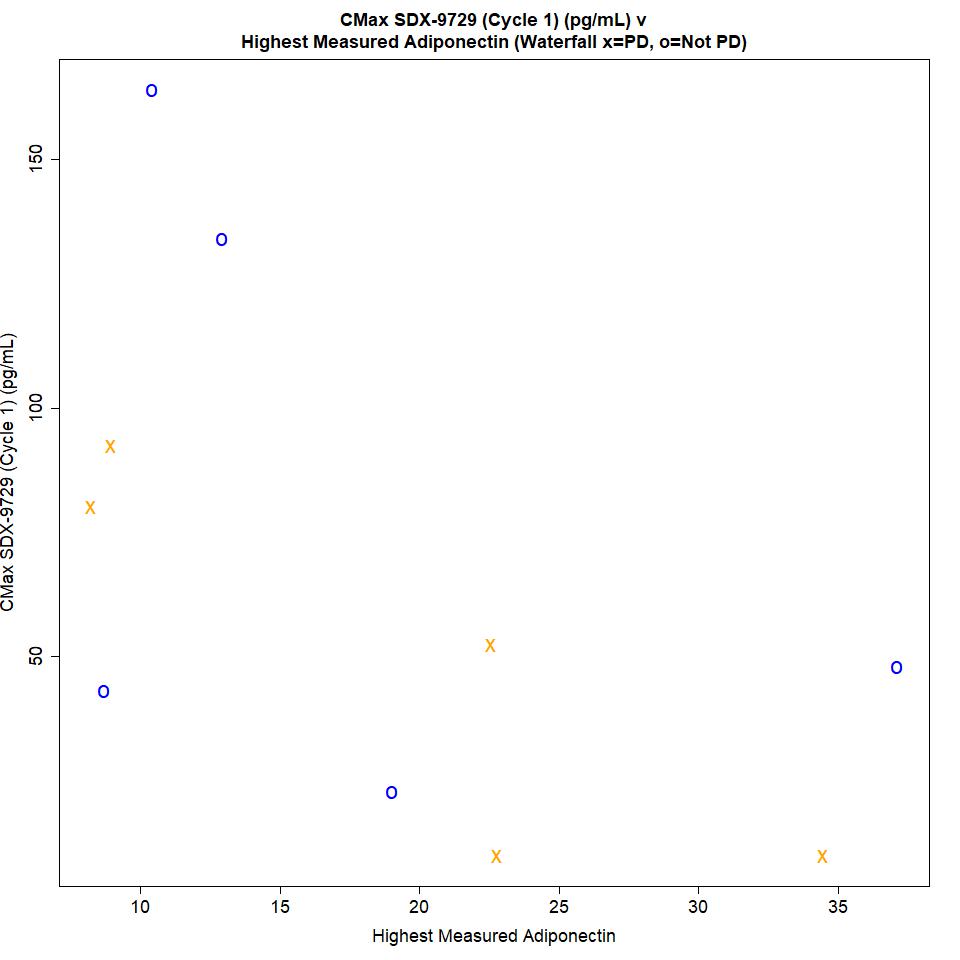 CMax SDX-9729 (Cycle 1) (pg/mL) v
Highest Measured Adiponectin (Waterfall x=PD, o=Not PD)
CMax SDX-9729 (Cycle 1) (pg/mL)
150
100
50
o
o
x
x
x
o
o
o
x
x
10 15 20 25 30 35
Highest Measured Adiponectin